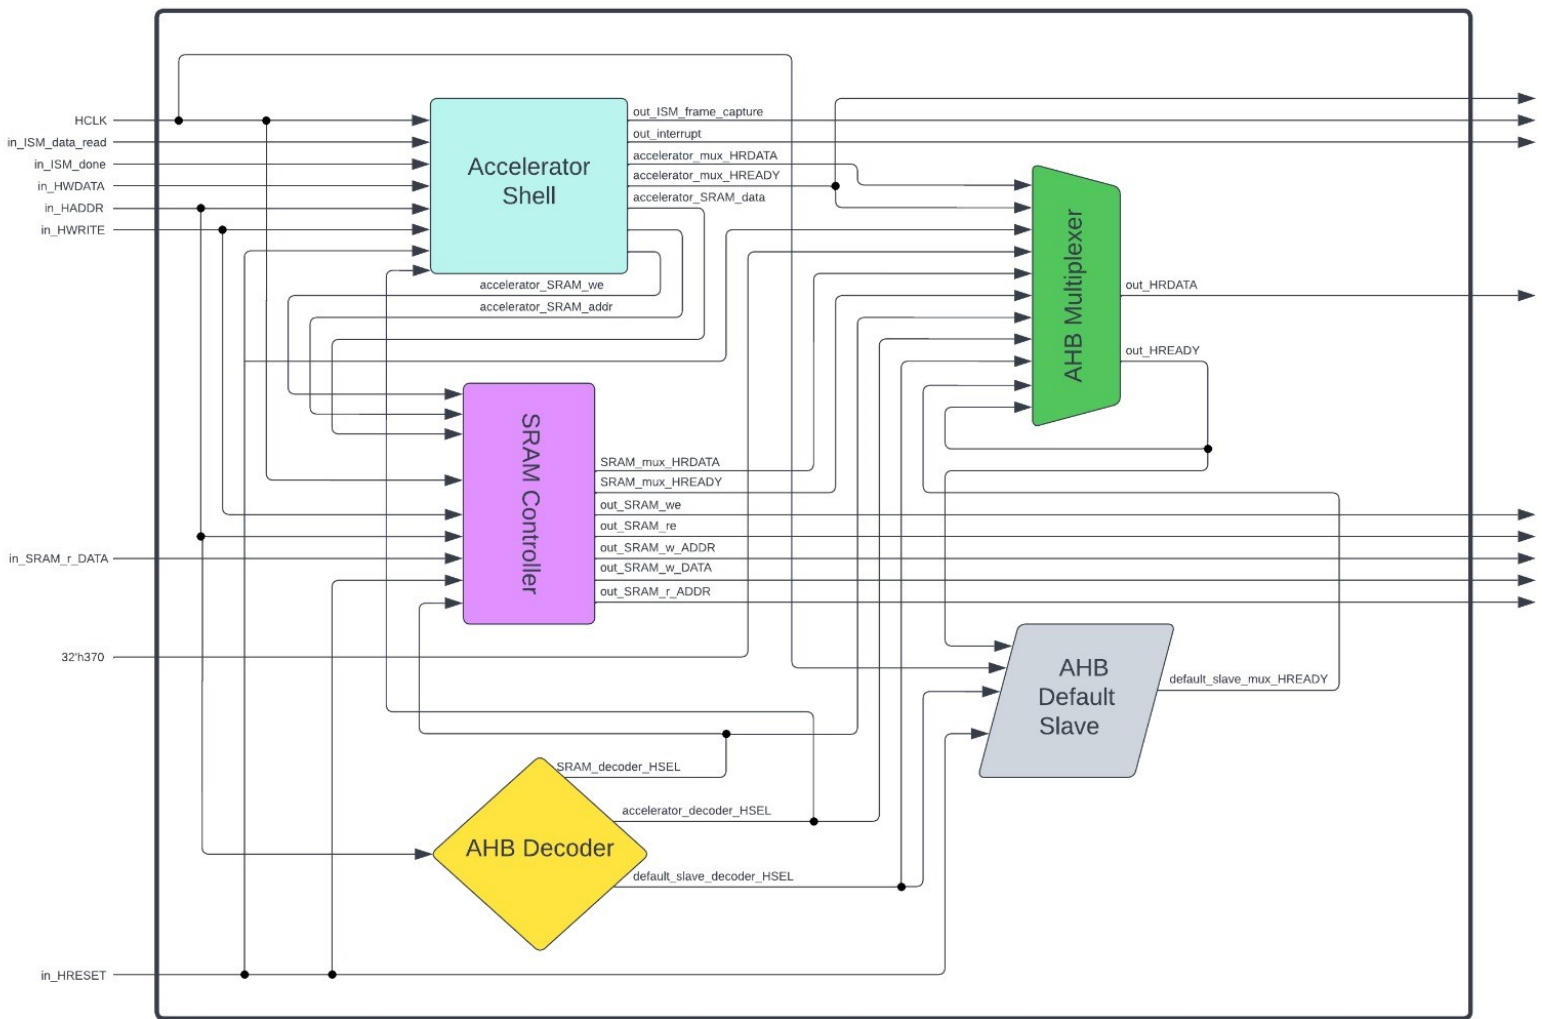 HCLK
in_ISM_data_read
in_ISM_done
in_HWDATA
in_HADDR
in_HWRITE
Accelerator
Shell
out_ISM_frame_capture
out_interrupt
accelerator_mux_HRDATA
accelerator_mux_HREADY
accelerator_SRAM_data
accelerator_SRAM_we
accelerator_SRAM_addr
AHB Multiplexer
out_HRDATA
out_HREADY
SRAM Controller
SRAM_mux_HRDATA
SRAM_mux_HREADY
out_SRAM_we
out_SRAM_re
out_SRAM_w_ADDR
out_SRAM_w_DATA
out_SRAM_r_ADDR
in_SRAM_r_DATA
32'h370
AHB
Default
Slave
default_slave_mux_HREADY
SRAM_decoder_HSEL
accelerator_decoder_HSEL
AHB Decoder
default_slave_decoder_HSEL
in_HRESET